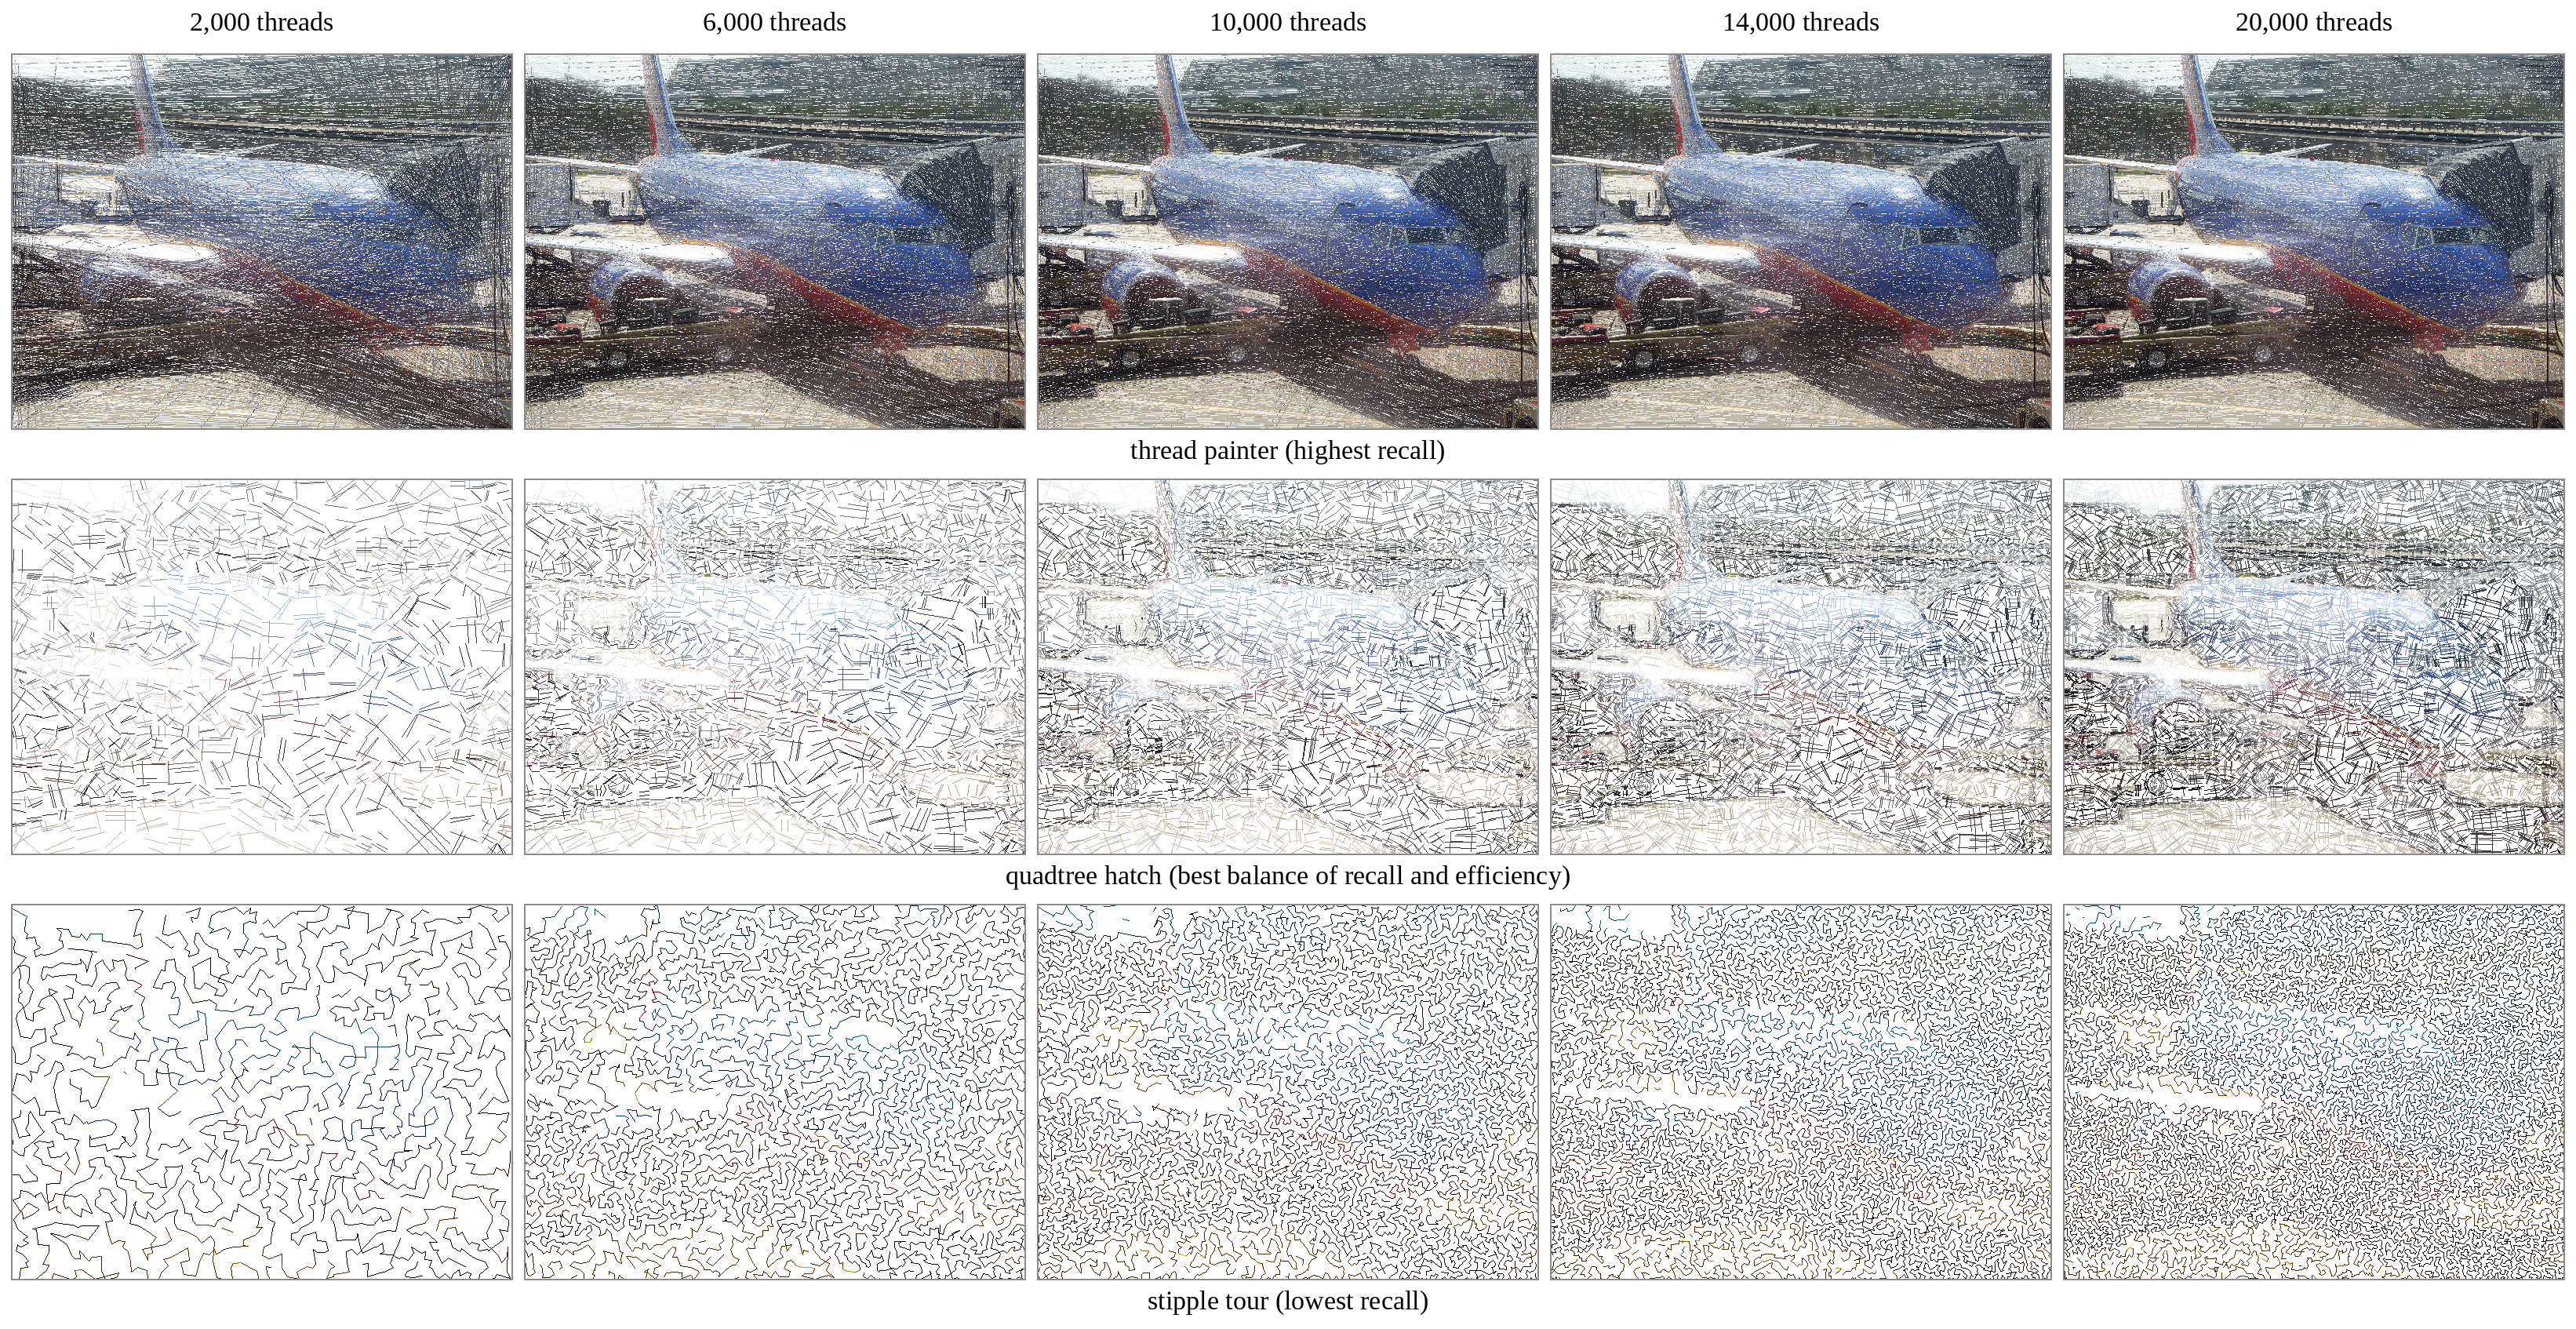 2,000 threads
6,000 threads
10,000 threads
14,000 threads
20,000 threads
thread painter (highest recall)
quadtree hatch (best balance of recall and efficiency)
stipple tour (lowest recall)